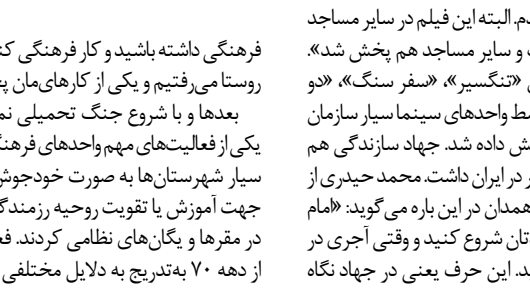 دم. البته این فیلم در سایر مساجد
و سایر مساجد هم پخش شد».
«تنگسیر»، «سفر سنگ»، «دو
ط واحدهای سینما سیار سازمان
ش داده شد. جهاد سازندگی هم
در ایران داشت. محمد حیدری از
همدان در این باره می‌گوید: «امام
تان شروع کنید و وقتی آجری در
د. این حرف یعنی در جهاد نگاه
فرهنگی داشته باشید و کار فرهنگی کن
روستا می‌رفتیم و یکی از کارهای‌مان پ
بعدها و با شروع جنگ تحمیلی نم
یکی از فعالیت‌های مهم واحدهای فرهن
سیار شهرستان‌ها به صورت خودجوش
جهت آموزش یا تقویت روحیه رزمندگ
در مقرها و یگان‌های نظامی کردند. فع
از دهه ۷۰ به‌تدریج به دلایل مختلفی